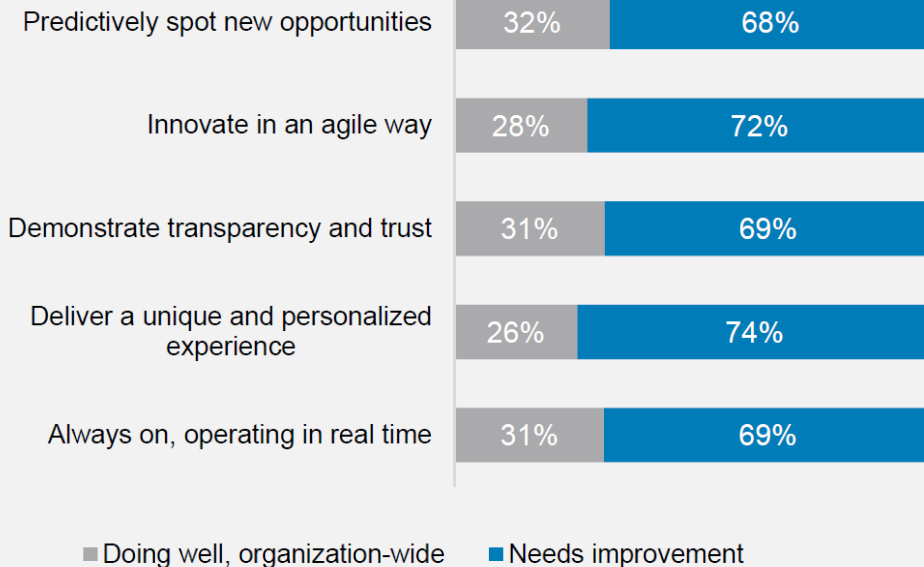 Predictively spot new opportunities 32% 68%
Innovate in an agile way 28% 72%
Demonstrate transparency and trust 31% 69%
Deliver a unique and personalized
experience 26% 74%
Always on, operating in real time 31% 69%
Doing well, organization-wide Needs improvement